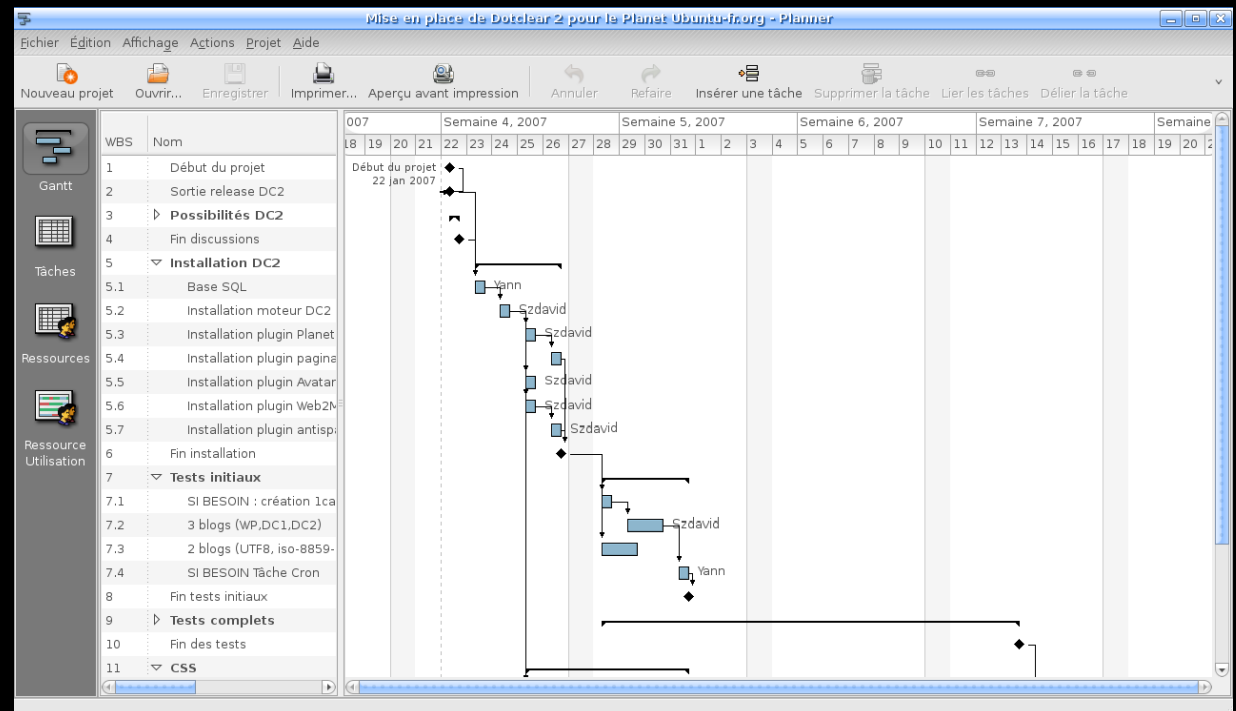 Mise en place de Dotclear 2 pour le Planet Ubuntu-fr.org - Planner
Fichier Édition Affichage Actions Projet Aide
Nouveau projet Ouvrir... Enregistrer Imprimer... Aperçu avant impression Annuler Refaire Insérer une tâche Supprimer la tâche Lier les tâches Délier la tâche
Gantt
Tâches
Ressources
Ressource
Utilisation
WBS Nom
007 Semaine 4, 2007 Semaine 5, 2007 Semaine 6, 2007 Semaine 7, 2007 Semaine
18 19 20 21 22 23 24 25 26 27 28 29 30 31 1 2 3 4 5 6 7 8 9 10 11 12 13 14 15 16 17 18 19 20
1 Début du projet
2 Sortie release DC2
3 Possibilités DC2
4 Fin discussions
5 Installation DC2
5.1 Base SQL
5.2 Installation moteur DC2
5.3 Installation plugin Planet
5.4 Installation plugin pagina
5.5 Installation plugin Avatar
5.6 Installation plugin Web2M
5.7 Installation plugin antispa
6 Fin installation
7 Tests initiaux
7.1 SI BESOIN : création 1ca
7.2 3 blogs (WP,DC1,DC2)
7.3 2 blogs (UTF8, iso-8859-
7.4 SI BESOIN Tâche Cron
8 Fin tests initiaux
9 Tests complets
10 Fin des tests
11 CSS
Début du projet
22 jan 2007
Yann
Szdavid
Szdavid
Szdavid
Szdavid
Szdavid
Szdavid
Yann